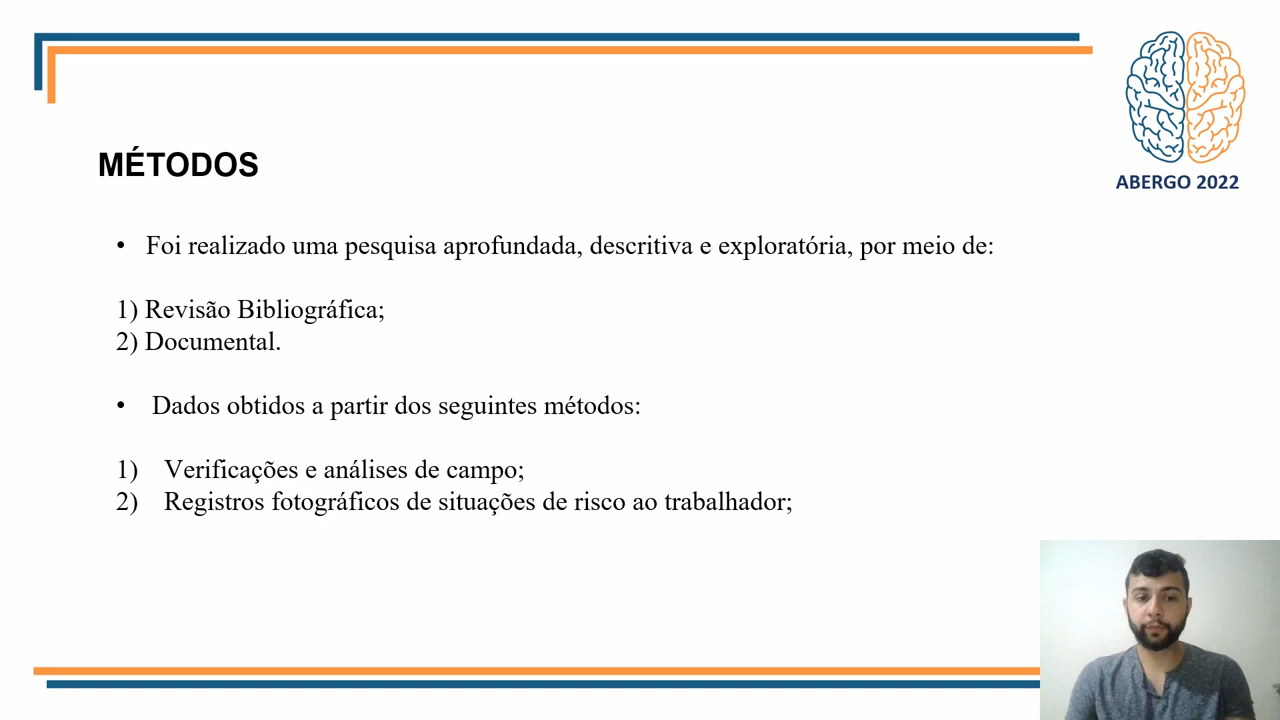 ABERGO 2022
MÉTODOS
• Foi realizado uma pesquisa aprofundada, descritiva e exploratória, por meio de:
1) Revisão Bibliográfica;
2) Documental.
• Dados obtidos a partir dos seguintes métodos:
1) Verificações e análises de campo;
2) Registros fotográficos de situações de risco ao trabalhador;